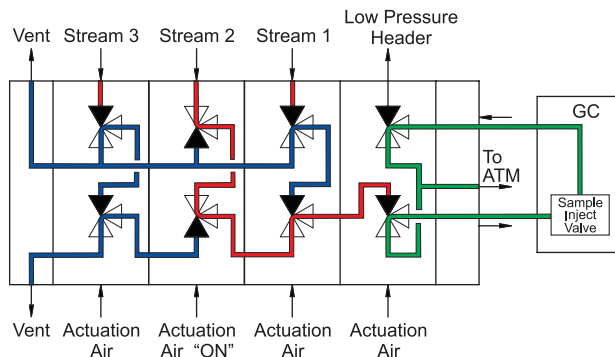 Vent
Stream 3
Stream 2
Stream 1
Low Pressure
Header
GC
To
ATM
Sample
Inject
Valve
Vent
Actuation
Air
Actuation
Air "ON"
Actuation
Air
Actuation
Air